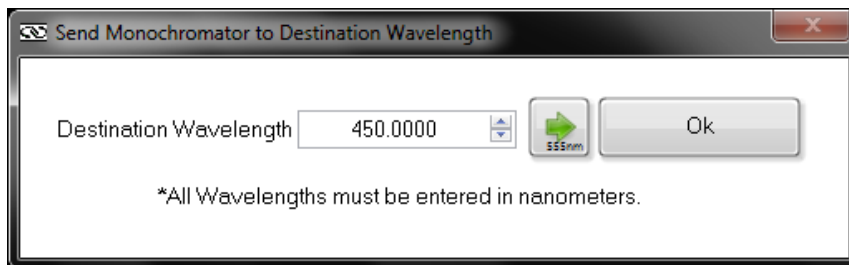 Send Monochromator to Destination Wavelength
Destination Wavelength 450.0000 555nm Ok
*All Wavelengths must be entered in nanometers.